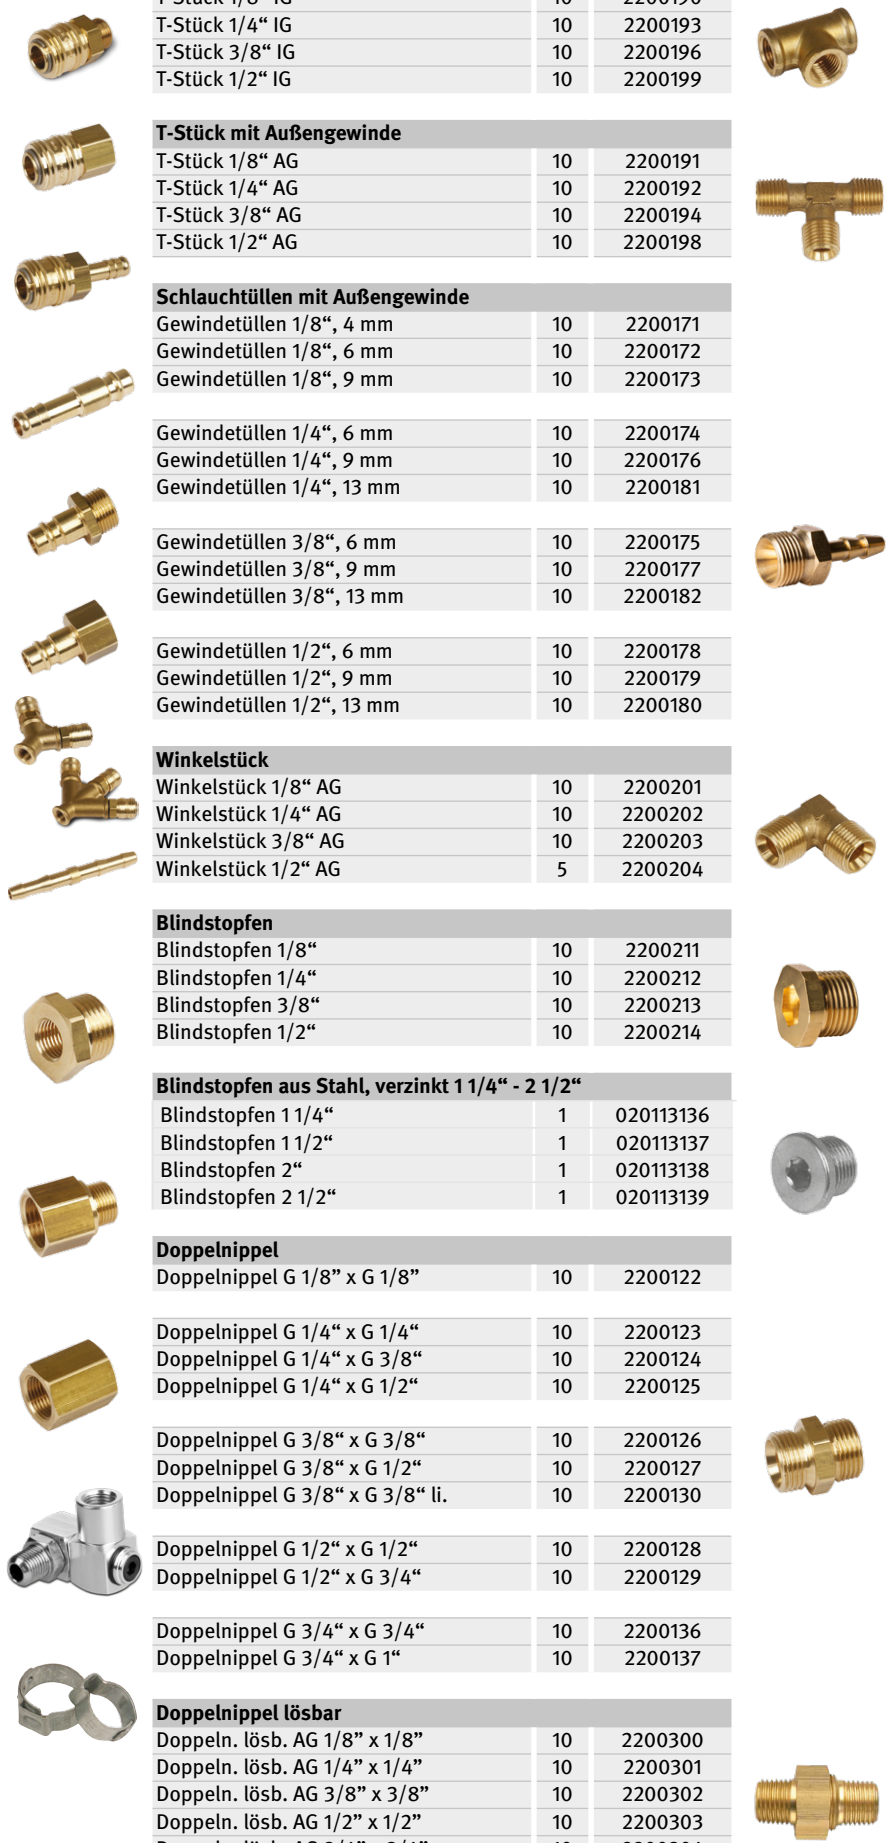 T-Stück 1/8“ IG 10 2200190
T-Stück 1/4“ IG 10 2200193
T-Stück 3/8“ IG 10 2200196
T-Stück 1/2“ IG 10 2200199
T-Stück mit Außengewinde
T-Stück 1/8“ AG 10 2200191
T-Stück 1/4“ AG 10 2200192
T-Stück 3/8“ AG 10 2200194
T-Stück 1/2“ AG 10 2200198
Schlauchtüllen mit Außengewinde
Gewindetüllen 1/8“, 4 mm 10 2200171
Gewindetüllen 1/8“, 6 mm 10 2200172
Gewindetüllen 1/8“, 9 mm 10 2200173
Gewindetüllen 1/4“, 6 mm 10 2200174
Gewindetüllen 1/4“, 9 mm 10 2200176
Gewindetüllen 1/4“, 13 mm 10 2200181
Gewindetüllen 3/8“, 6 mm 10 2200175
Gewindetüllen 3/8“, 9 mm 10 2200177
Gewindetüllen 3/8“, 13 mm 10 2200182
Gewindetüllen 1/2“, 6 mm 10 2200178
Gewindetüllen 1/2“, 9 mm 10 2200179
Gewindetüllen 1/2“, 13 mm 10 2200180
Winkelstück
Winkelstück 1/8“ AG 10 2200201
Winkelstück 1/4“ AG 10 2200202
Winkelstück 3/8“ AG 10 2200203
Winkelstück 1/2“ AG 5 2200204
Blindstopfen
Blindstopfen 1/8“ 10 2200211
Blindstopfen 1/4“ 10 2200212
Blindstopfen 3/8“ 10 2200213
Blindstopfen 1/2“ 10 2200214
Blindstopfen aus Stahl, verzinkt 1 1/4“ - 2 1/2“
Blindstopfen 1 1/4“ 1 020113136
Blindstopfen 1 1/2“ 1 020113137
Blindstopfen 2“ 1 020113138
Blindstopfen 2 1/2“ 1 020113139
Doppelnippel
Doppelnippel G 1/8” x G 1/8” 10 2200122
Doppelnippel G 1/4“ x G 1/4“ 10 2200123
Doppelnippel G 1/4“ x G 3/8“ 10 2200124
Doppelnippel G 1/4“ x G 1/2“ 10 2200125
Doppelnippel G 3/8“ x G 3/8“ 10 2200126
Doppelnippel G 3/8“ x G 1/2“ 10 2200127
Doppelnippel G 3/8“ x G 3/8“ li. 10 2200130
Doppelnippel G 1/2“ x G 1/2“ 10 2200128
Doppelnippel G 1/2“ x G 3/4“ 10 2200129
Doppelnippel G 3/4“ x G 3/4“ 10 2200136
Doppelnippel G 3/4“ x G 1“ 10 2200137
Doppelnippel lösbar
Doppeln. lösb. AG 1/8” x 1/8” 10 2200300
Doppeln. lösb. AG 1/4” x 1/4” 10 2200301
Doppeln. lösb. AG 3/8” x 3/8” 10 2200302
Doppeln. lösb. AG 1/2” x 1/2” 10 2200303